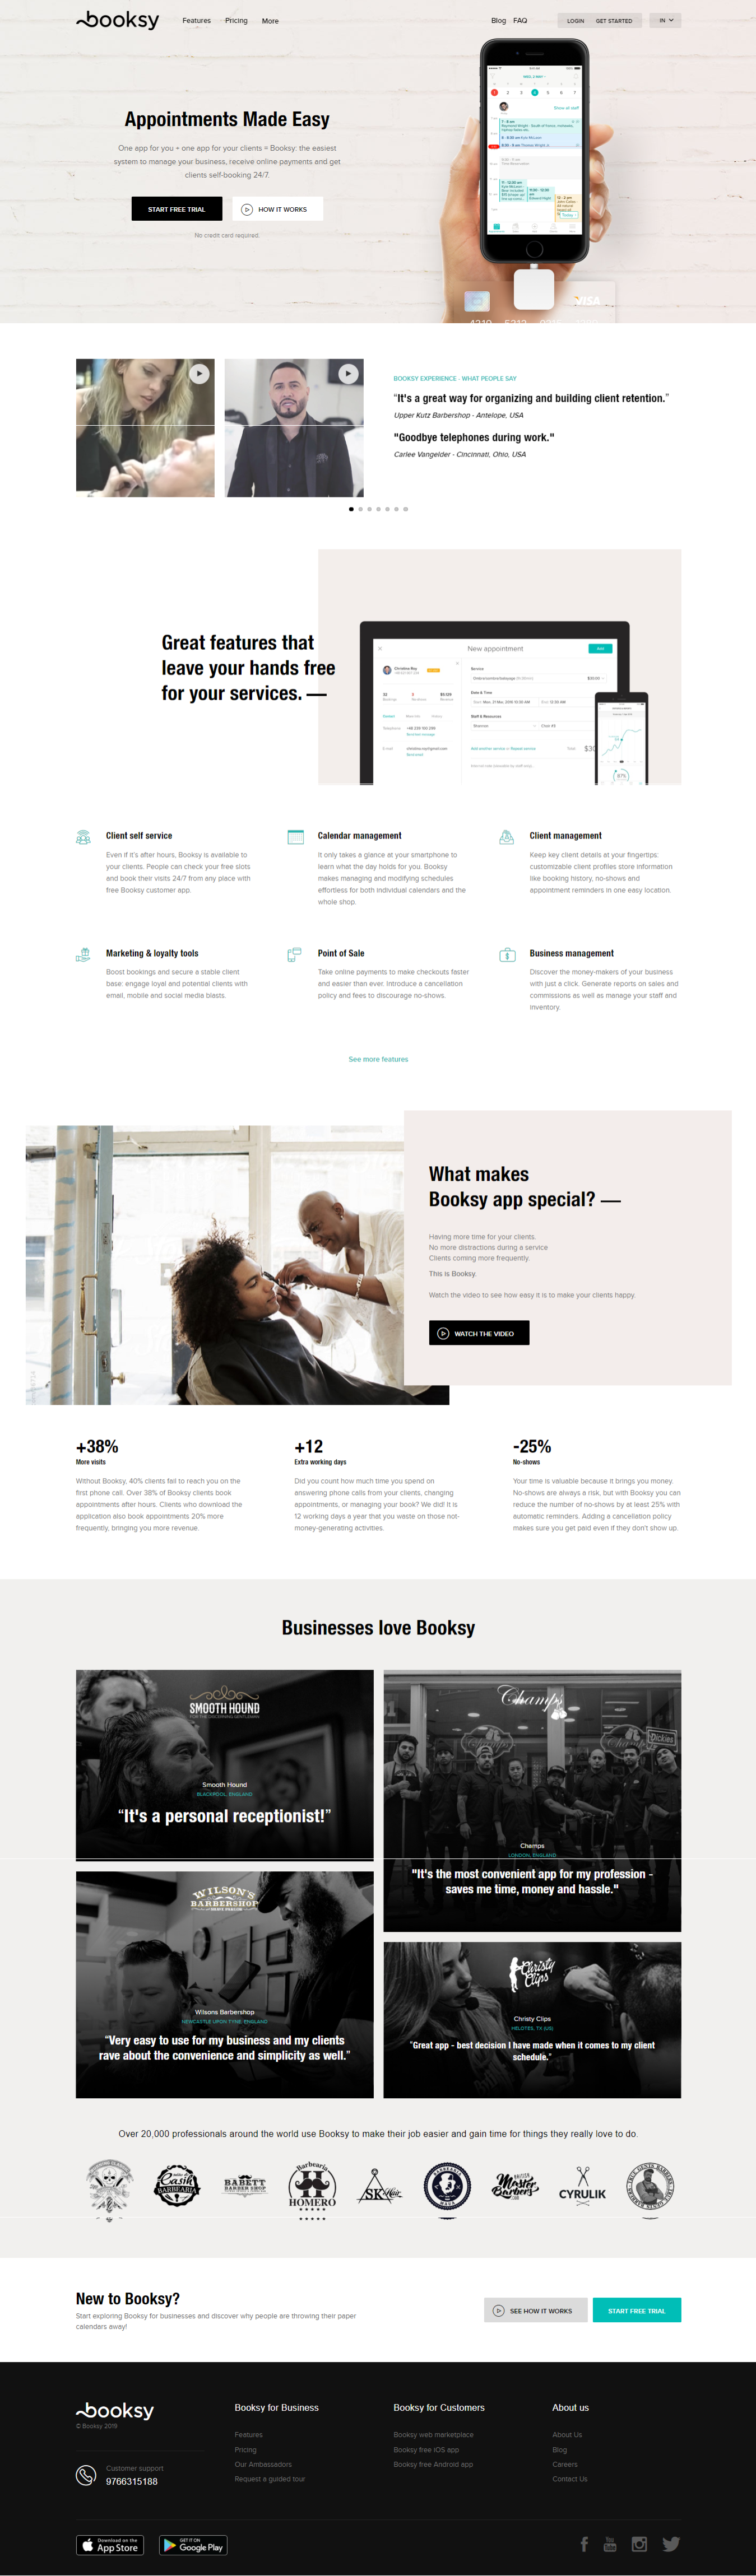 booksy
Features Pricing More
Blog FAQ
LOGIN GET STARTED
IN
Appointments Made Easy
One app for you + one app for your clients = Booksy: the easiest
system to manage your business, receive online payments and get
clients self-booking 24/7.
START FREE TRIAL
HOW IT WORKS
No credit card required.
VISA
BOOKSY EXPERIENCE - WHAT PEOPLE SAY
“It's a great way for organizing and building client retention.”
Upper Kutz Barbershop - Antelope, USA
"Goodbye telephones during work."
Carlee Vangelder - Cincinnati, Ohio, USA
Great features that
leave your hands free
for your services. —
New appointment
Service
Date & Time
Staff & Resources
Client self service
Even if it's after hours, Booksy is available to
your clients. People can check your free slots
and book their visits 24/7 from any place with
free Booksy customer app.
Calendar management
It only takes a glance at your smartphone to
learn what the day holds for you. Booksy
makes managing and modifying schedules
effortless for both individual calendars and the
whole shop.
Client management
Keep key client details at your fingertips:
customizable client profiles store information
like booking history, no-shows and
appointment reminders in one easy location.
Marketing & loyalty tools
Boost bookings and secure a stable client
base: engage loyal and potential clients with
email, mobile and social media blasts.
Point of Sale
Take online payments to make checkouts faster
and easier than ever. Introduce a cancellation
policy and fees to discourage no-shows.
Business management
Discover the money-makers of your business
with just a click. Generate reports on sales and
commissions as well as manage your staff and
inventory.
See more features
What makes
Booksy app special? —
Having more time for your clients.
No more distractions during a service
Clients coming more frequently.
This is Booksy.
Watch the video to see how easy it is to make your clients happy.
WATCH THE VIDEO
+38%
More visits
Without Booksy, 40% clients fail to reach you on the
first phone call. Over 38% of Booksy clients book
appointments after hours. Clients who download the
application also book appointments 20% more
frequently, bringing you more revenue.
+12
Extra working days
Did you count how much time you spend on
answering phone calls from your clients, changing
appointments, or managing your book? We did! It is
12 working days a year that you waste on those not-
money-generating activities.
-25%
No-shows
Your time is valuable because it brings you money.
No-shows are always a risk, but with Booksy you can
reduce the number of no-shows by at least 25% with
automatic reminders. Adding a cancellation policy
makes sure you get paid even if they don't show up.
Businesses love Booksy
SMOOTH HOUND
FOR THE DISCERNING GENTLEMAN
Smooth Hound
BLACKPOOL, ENGLAND
“It's a personal receptionist!”
Champs
Champs
Dickies
Champs
LONDON, ENGLAND
"It's the most convenient app for my profession -
saves me time, money and hassle."
WILSON'S
BARBERSHOP
Wilsons Barbershop
NEWCASTLE UPON TYNE, ENGLAND
“Very easy to use for my business and my clients
rave about the convenience and simplicity as well.”
Christy
Clips
Christy Clips
HELOTES, TX (US)
"Great app - best decision I have made when it comes to my client
schedule."
Over 20,000 professionals around the world use Booksy to make their job easier and gain time for things they really love to do.
Cash
BARBEARIA
BABETT
BARBER SHOP
Barbearia
H
HOMERO
SK Hair
Master
Barbers
CYRULIK
New to Booksy?
Start exploring Booksy for businesses and discover why people are throwing their paper
calendars away!
SEE HOW IT WORKS
START FREE TRIAL
booksy
© Booksy 2019
Customer support
9766315188
Booksy for Business
Features
Pricing
Our Ambassadors
Request a guided tour
Booksy for Customers
Booksy web marketplace
Booksy free iOS app
Booksy free Android app
About us
About Us
Blog
Careers
Contact Us
Download on the
App Store
GET IT ON
Google Play
You
Tube